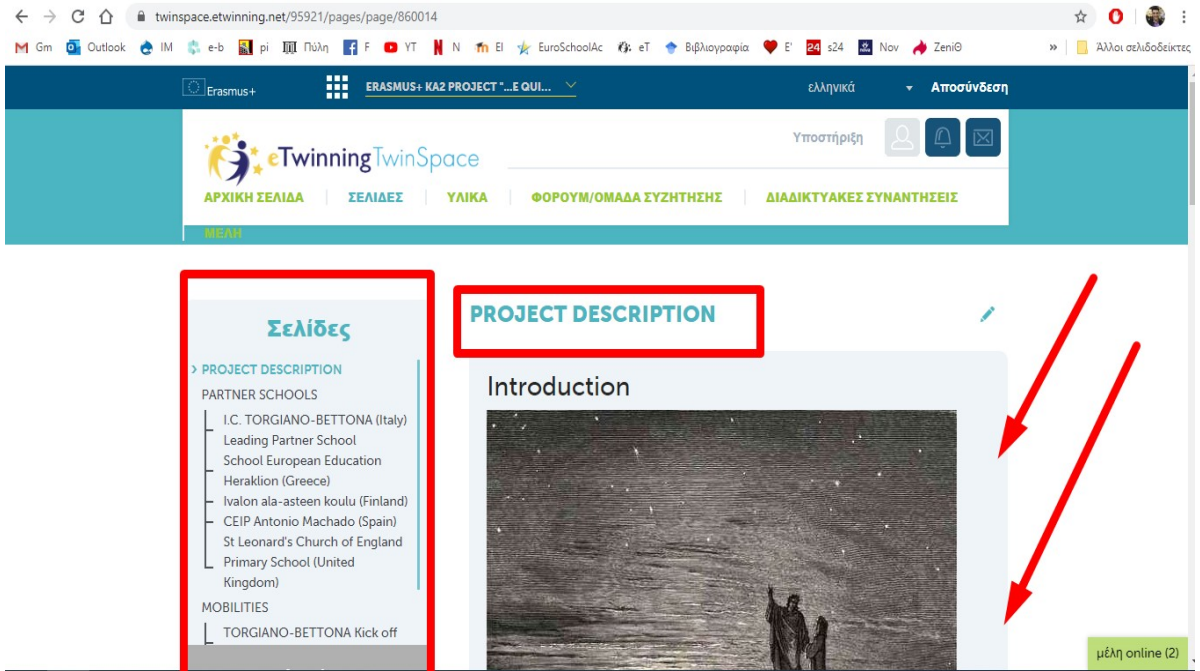 twinspace.etwinning.net/95921/pages/page/860014
Gm Outlook IM e-b pi Πύλη F YT N El EuroSchoolAc eT Βιβλιογραφία E' s24 Nov ZeniΘ » Άλλοι σελιδοδείκτες
Erasmus+ ERASMUS+ KA2 PROJECT "...E QUI... ελληνικά Αποσύνδεση
eTwinning TwinSpace
Υποστήριξη
ΑΡΧΙΚΗ ΣΕΛΙΔΑ ΣΕΛΙΔΕΣ ΥΛΙΚΑ ΦΟΡΟΥΜ/ΟΜΑΔΑ ΣΥΖΗΤΗΣΗΣ ΔΙΑΔΙΚΤΥΑΚΕΣ ΣΥΝΑΝΤΗΣΕΙΣ
ΜΕΛΗ
Σελίδες
PROJECT DESCRIPTION
PARTNER SCHOOLS
I.C. TORGIANO-BETTONA (Italy)
Leading Partner School
School European Education
Heraklion (Greece)
Ivalon ala-asteen koulu (Finland)
CEIP Antonio Machado (Spain)
St Leonard's Church of England
Primary School (United
Kingdom)
MOBILITIES
TORGIANO-BETTONA Kick off
PROJECT DESCRIPTION
Introduction
μέλη online (2)